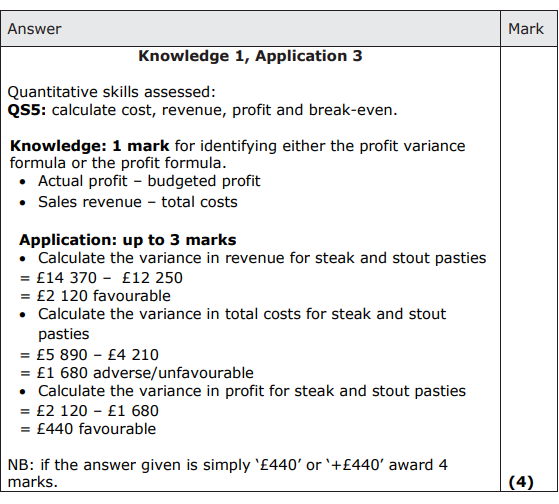 Answer Mark
Knowledge 1, Application 3
Quantitative skills assessed:
QS5: calculate cost, revenue, profit and break-even.
Knowledge: 1 mark for identifying either the profit variance
formula or the profit formula.
• Actual profit – budgeted profit
• Sales revenue – total costs
Application: up to 3 marks
• Calculate the variance in revenue for steak and stout pasties
= £14 370 – £12 250
= £2 120 favourable
• Calculate the variance in total costs for steak and stout
pasties
= £5 890 – £4 210
= £1 680 adverse/unfavourable
• Calculate the variance in profit for steak and stout pasties
= £2 120 – £1 680
= £440 favourable
NB: if the answer given is simply ‘£440’ or ‘+£440’ award 4
marks. (4)